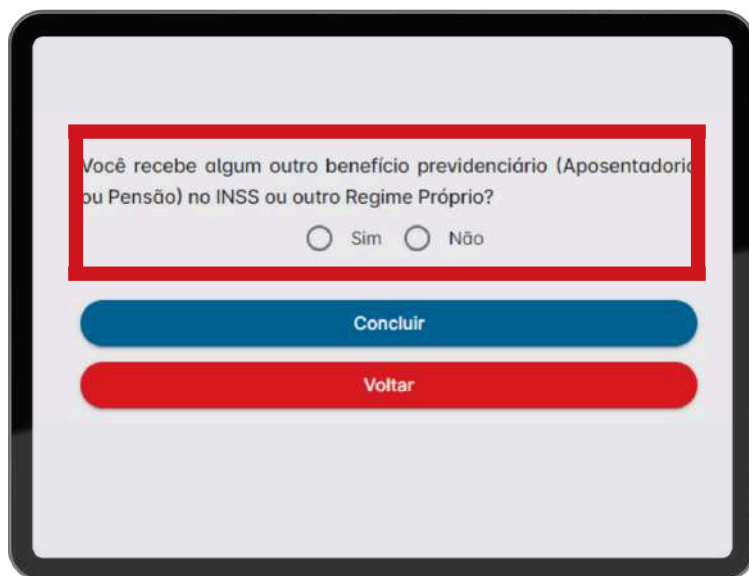 Você recebe algum outro benefício previdenciário (Aposentadoria
ou Pensão) no INSS ou outro Regime Próprio?
Sim Não
Concluir
Voltar